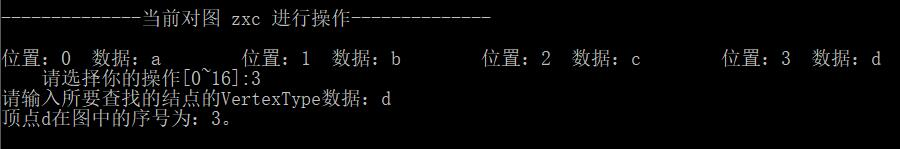 --------------当前对图 zxc 进行操作--------------
位置：0 数据：a 位置：1 数据：b 位置：2 数据：c 位置：3 数据：d
请选择你的操作[0~16]:3
请输入所要查找的结点的VertexType数据：d
顶点d在图中的序号为：3。